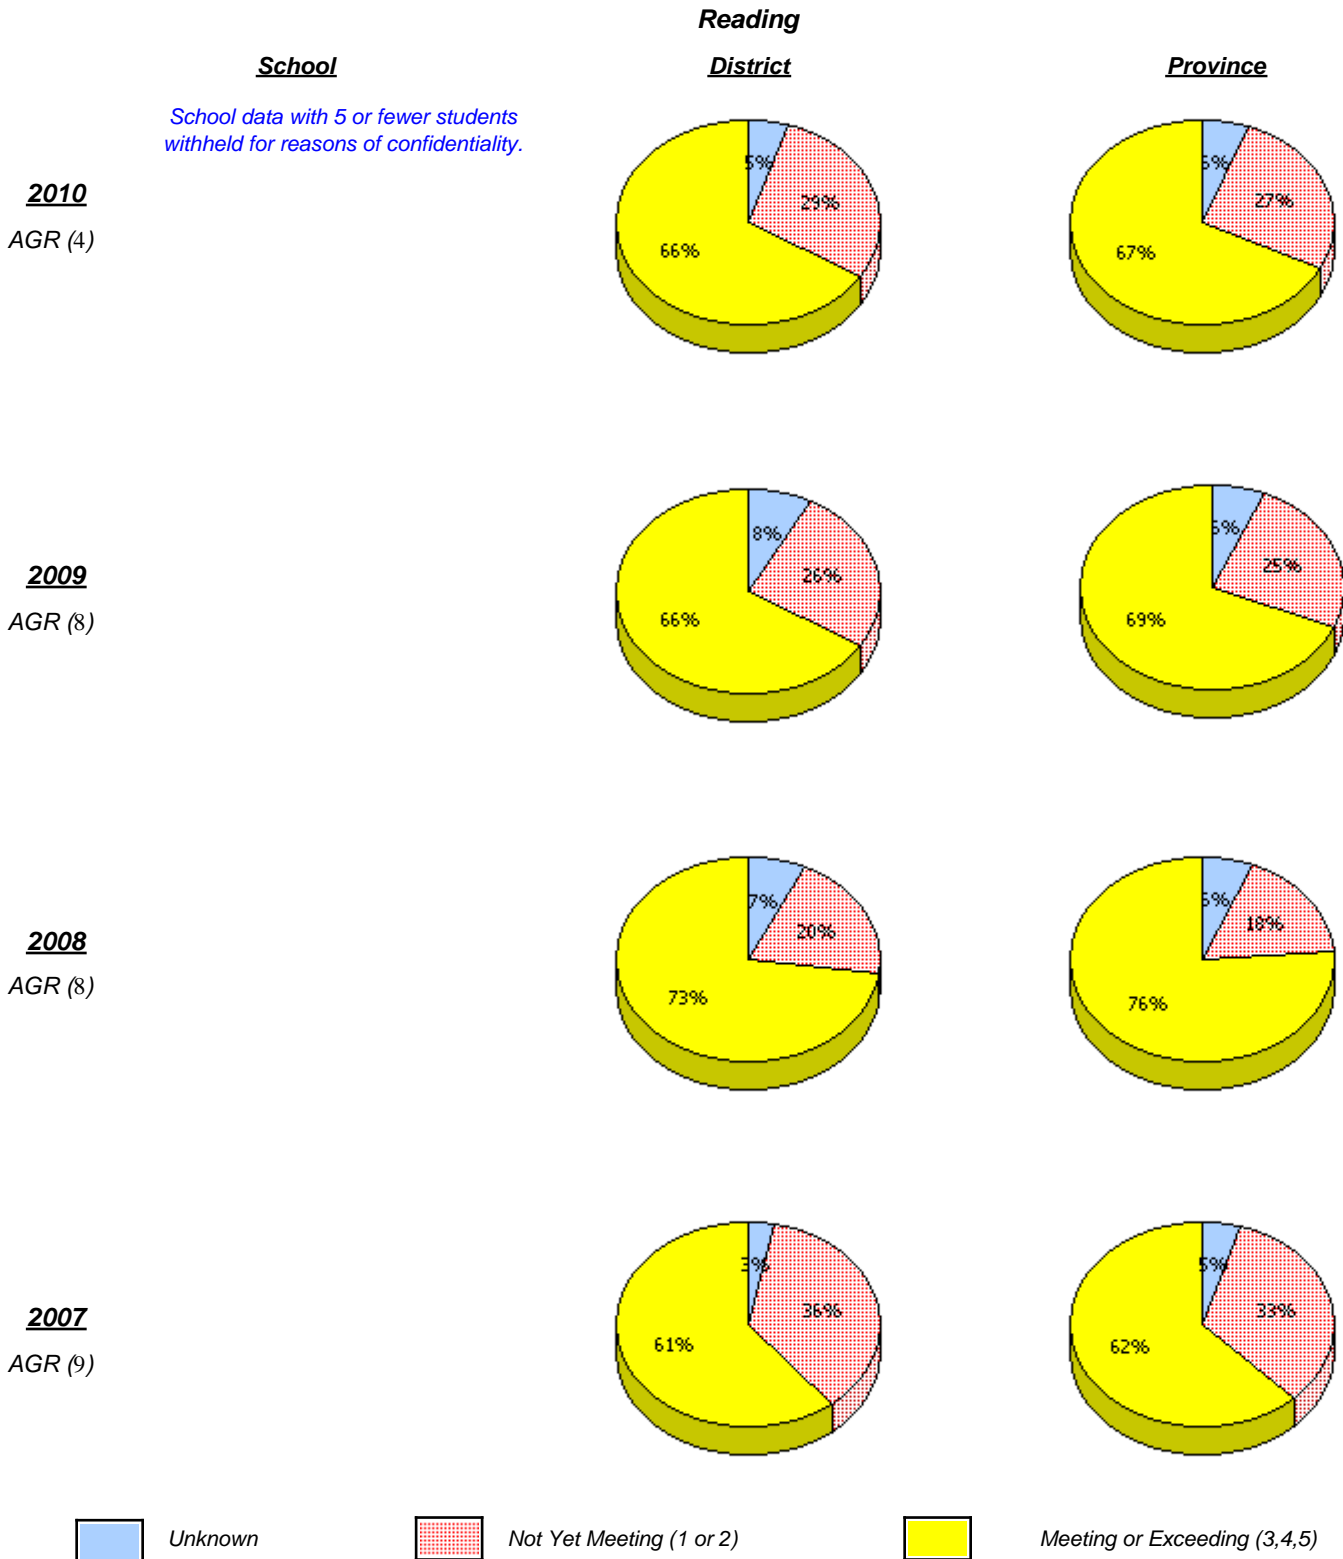 Reading
School District Province
School data with 5 or fewer students
withheld for reasons of confidentiality.
2010
AGR (4)
5% 29% 66%
6% 27% 67%
2009
AGR (8)
8% 26% 66%
6% 25% 69%
2008
AGR (8)
7% 20% 73%
6% 18% 76%
2007
AGR (9)
3% 36% 61%
5% 33% 62%
Unknown Not Yet Meeting (1 or 2) Meeting or Exceeding (3,4,5)